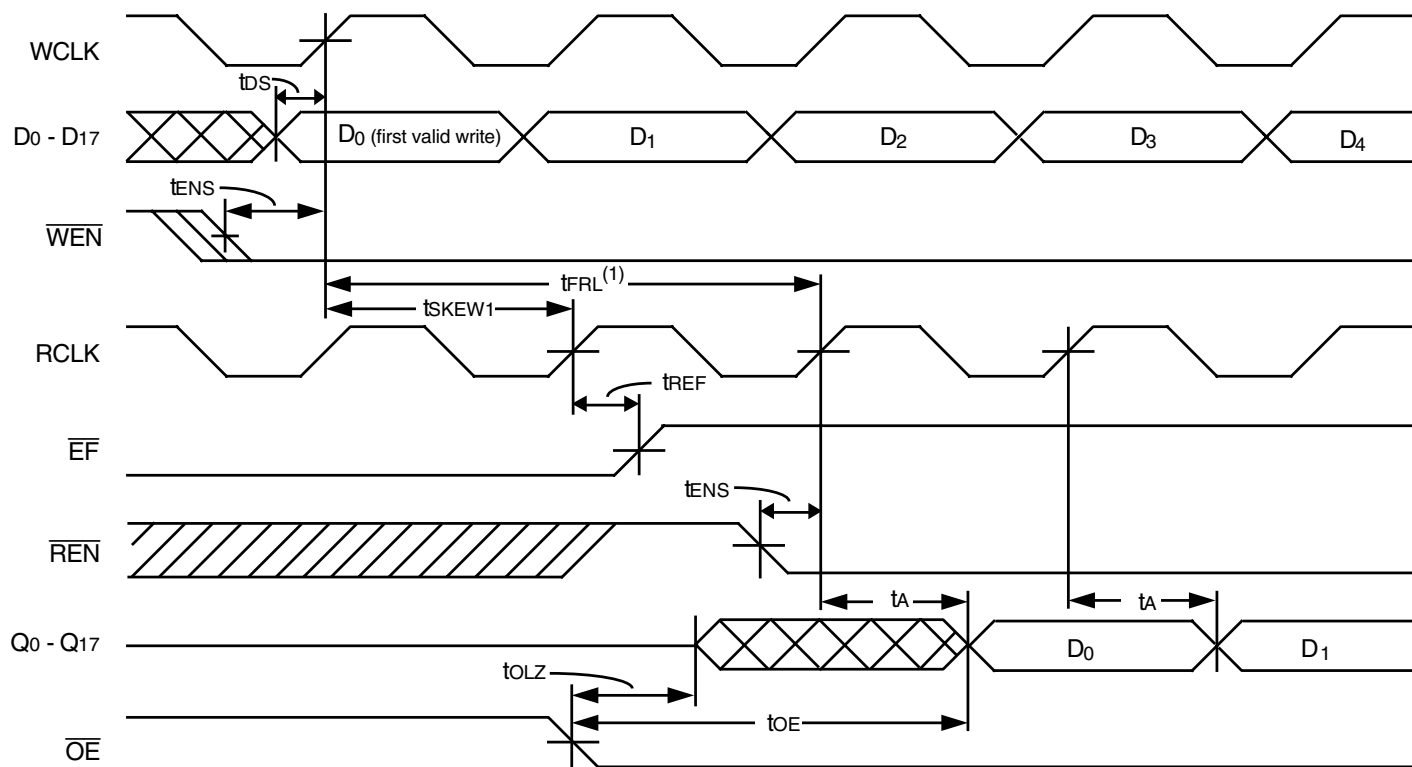 WCLK
tDS
D0 - D17
D0 (first valid write)
D1
D2
D3
D4
tENS
WEN
tFRL(1)
tSKEW1
RCLK
tREF
EF
tENS
REN
tA
tA
Q0 - Q17
D0
D1
tOLZ
tOE
OE